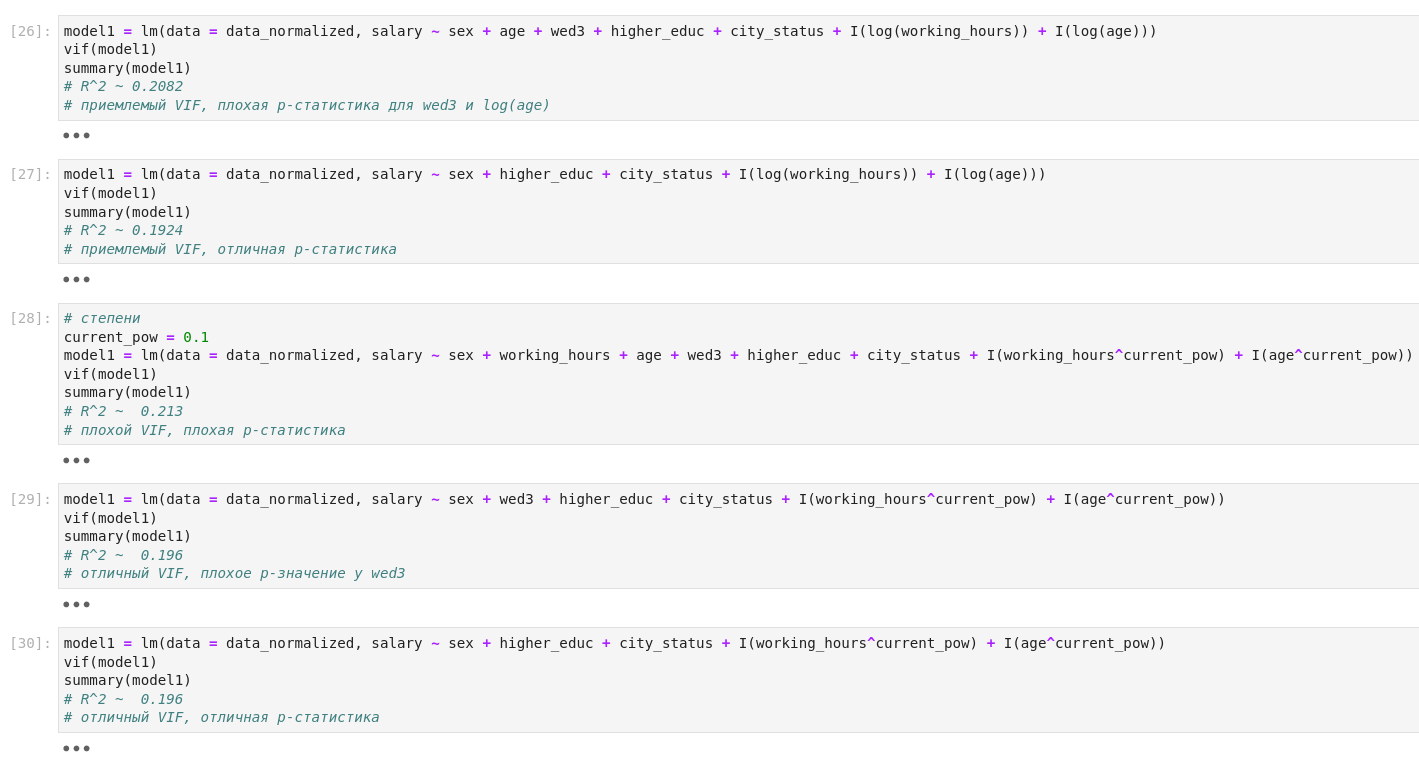 [26]: model1 = lm(data = data_normalized, salary ~ sex + age + wed3 + higher_educ + city_status + I(log(working_hours)) + I(log(age)))
vif(model1)
summary(model1)
# R^2 ~ 0.2082
# приемлемый VIF, плохая p-статистика для wed3 и log(age)
[27]: model1 = lm(data = data_normalized, salary ~ sex + higher_educ + city_status + I(log(working_hours)) + I(log(age)))
vif(model1)
summary(model1)
# R^2 ~ 0.1924
# приемлемый VIF, отличная p-статистика
[28]: # степени
current_pow = 0.1
model1 = lm(data = data_normalized, salary ~ sex + working_hours + age + wed3 + higher_educ + city_status + I(working_hours^current_pow) + I(age^current_pow))
vif(model1)
summary(model1)
# R^2 ~  0.213
# плохой VIF, плохая p-статистика
[29]: model1 = lm(data = data_normalized, salary ~ sex + wed3 + higher_educ + city_status + I(working_hours^current_pow) + I(age^current_pow))
vif(model1)
summary(model1)
# R^2 ~  0.196
# отличный VIF, плохое p-значение у wed3
[30]: model1 = lm(data = data_normalized, salary ~ sex + higher_educ + city_status + I(working_hours^current_pow) + I(age^current_pow))
vif(model1)
summary(model1)
# R^2 ~  0.196
# отличный VIF, отличная p-статистика